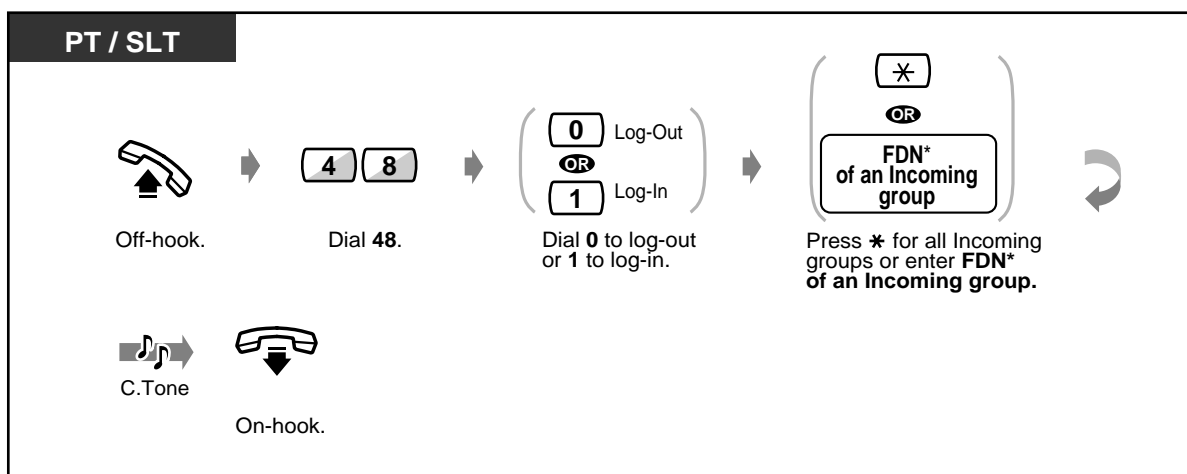 PT / SLT
Off-hook.
4 8
Dial 48.
0 Log-Out
OR
1 Log-In
Dial 0 to log-out
or 1 to log-in.
*
OR
FDN*
of an Incoming
group
Press * for all Incoming
groups or enter FDN*
of an Incoming group.
C.Tone
On-hook.